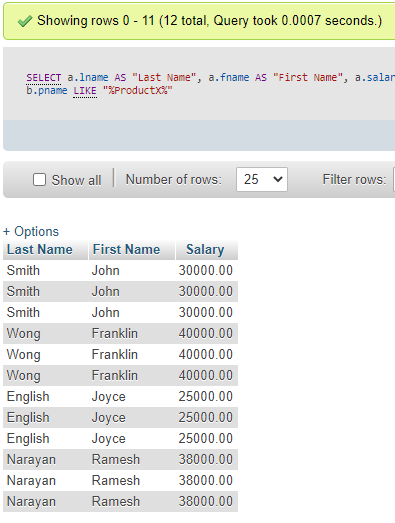 Showing rows 0 - 11 (12 total, Query took 0.0007 seconds.)
SELECT a.lname AS "Last Name", a.fname AS "First Name", a.salar
b.pname LIKE "%ProductX%"
Show all Number of rows: 25 Filter rows:
+ Options
Last Name First Name Salary
Smith John 30000.00
Smith John 30000.00
Smith John 30000.00
Wong Franklin 40000.00
Wong Franklin 40000.00
Wong Franklin 40000.00
English Joyce 25000.00
English Joyce 25000.00
English Joyce 25000.00
Narayan Ramesh 38000.00
Narayan Ramesh 38000.00
Narayan Ramesh 38000.00